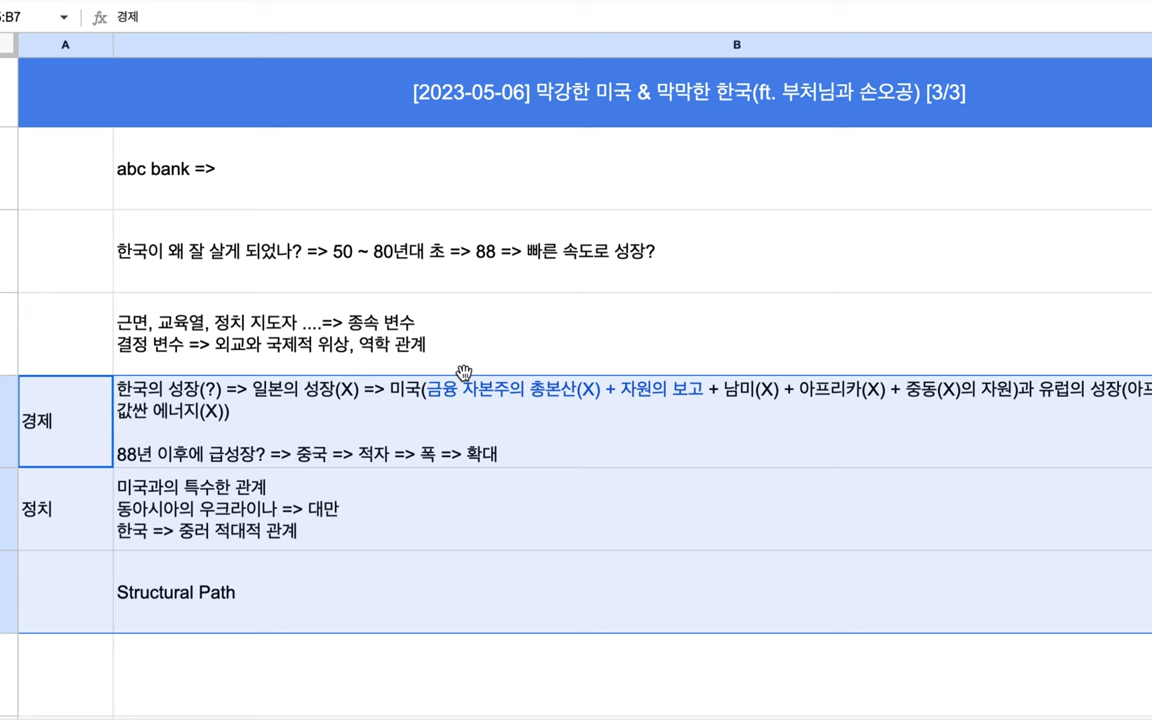 :B7 fx 경제
A B
[2023-05-06] 막강한 미국 & 막막한 한국(ft. 부처님과 손오공) [3/3]
abc bank =>
한국이 왜 잘 살게 되었나? => 50 ~ 80년대 초 => 88 => 빠른 속도로 성장?
근면, 교육열, 정치 지도자 ....=> 종속 변수
결정 변수 => 외교와 국제적 위상, 역학 관계
경제
한국의 성장(?) => 일본의 성장(X) => 미국(금융 자본주의 총본산(X) + 자원의 보고 + 남미(X) + 아프리카(X) + 중동(X)의 자원)과 유럽의 성장(아프
값싼 에너지(X))
88년 이후에 급성장? => 중국 => 적자 => 폭 => 확대
정치
미국과의 특수한 관계
동아시아의 우크라이나 => 대만
한국 => 중러 적대적 관계
Structural Path